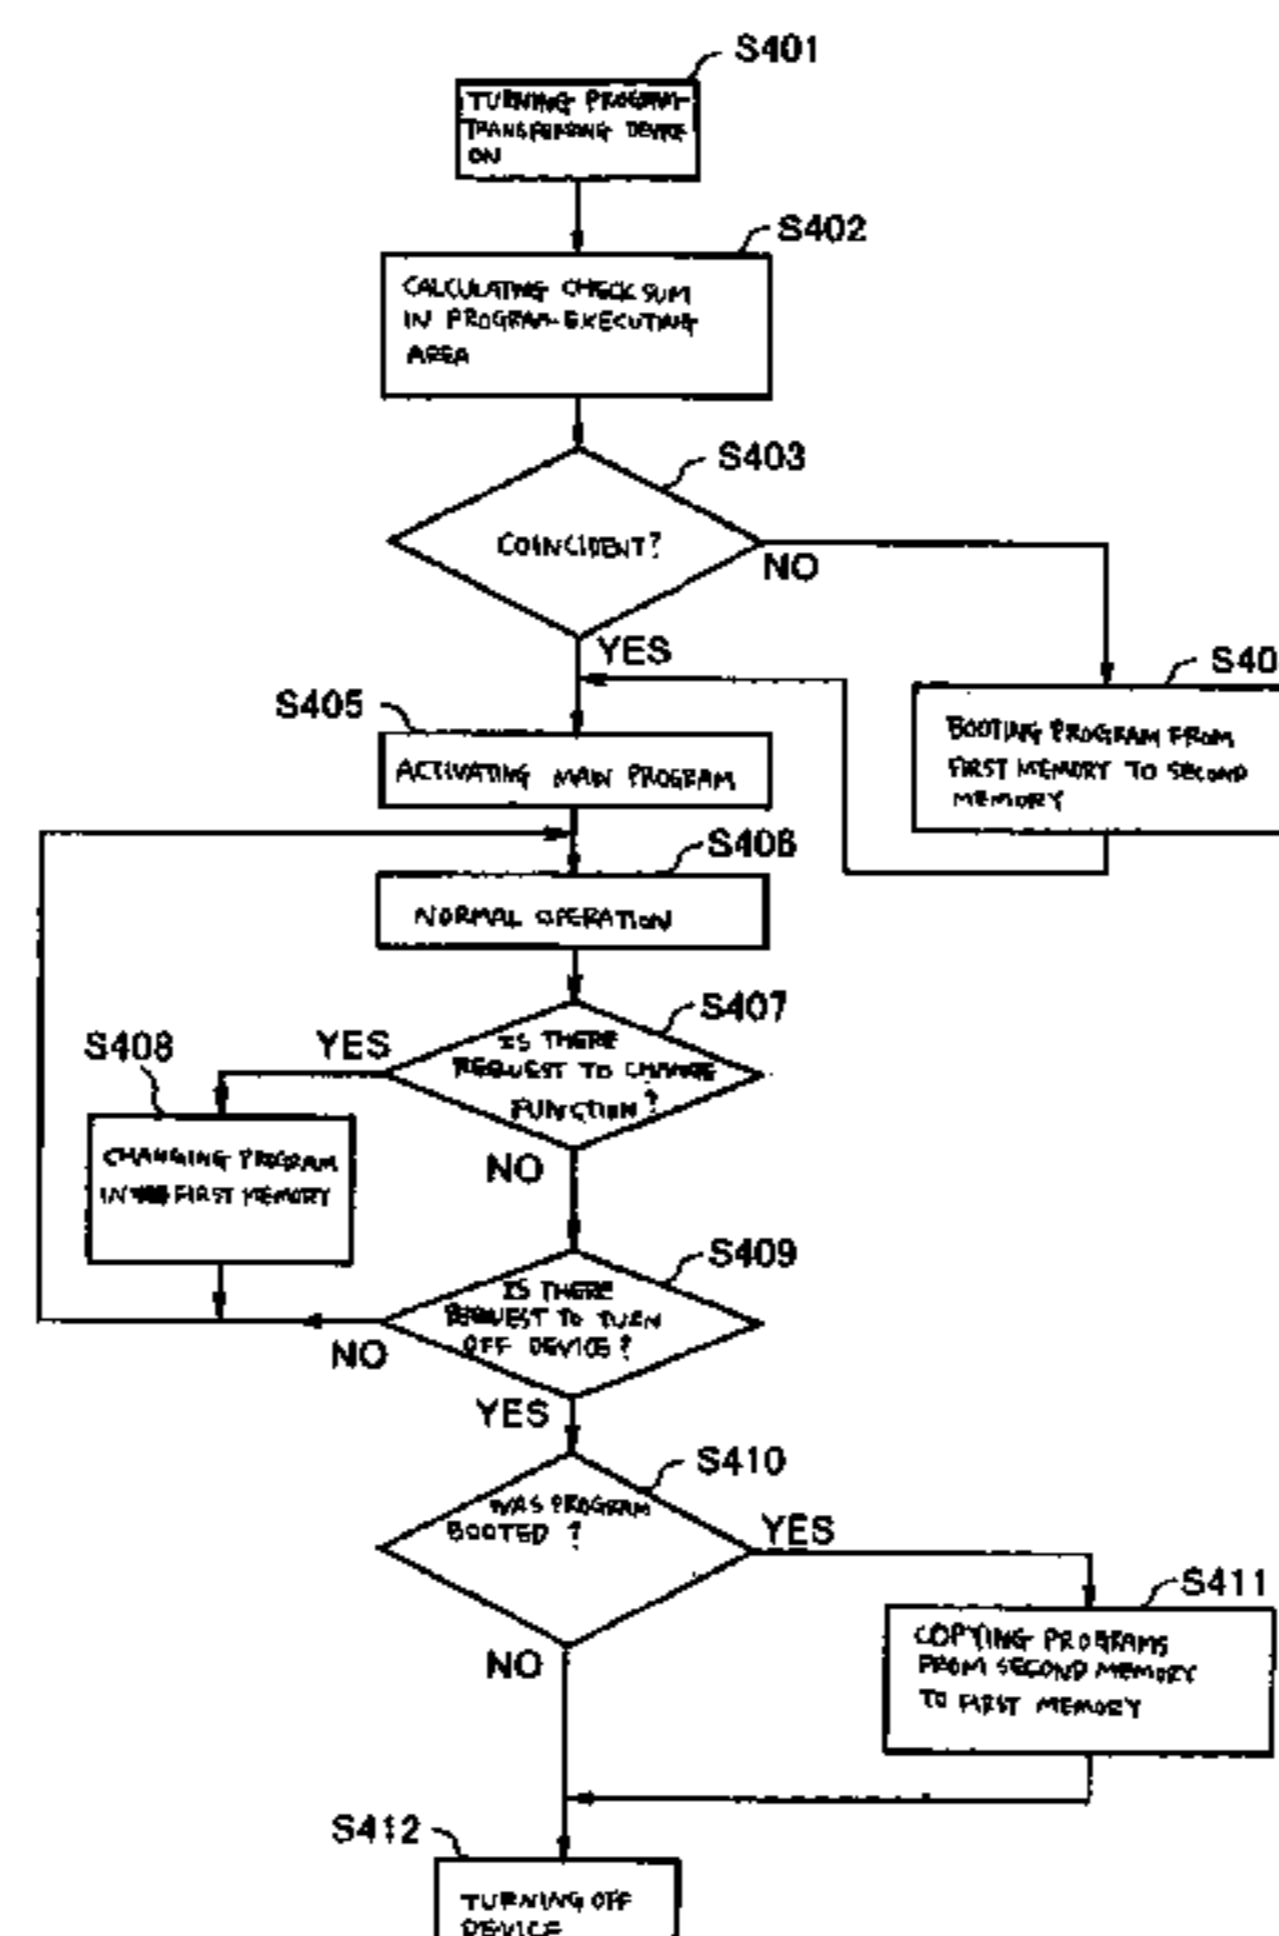 S401
TURNING PROGRAM-
TRANSFERRING DEVICE
ON
S402
CALCULATING CHECK SUM
IN PROGRAM-EXECUTING
AREA
S403
COINCIDENT?
NO
YES
S40
BOOTING PROGRAM FROM
FIRST MEMORY TO SECOND
MEMORY
S405
ACTIVATING MAIN PROGRAM
S406
NORMAL OPERATION
S407
IS THERE
REQUEST TO CHANGE
FUNCTION?
YES
S408
CHANGING PROGRAM
IN FIRST MEMORY
NO
S409
IS THERE
REQUEST TO TURN
OFF DEVICE?
NO
YES
S410
WAS PROGRAM
BOOTED ?
YES
S411
COPYING PROGRAMS
FROM SECOND MEMORY
TO FIRST MEMORY
NO
S412
TURNING OFF
DEVICE